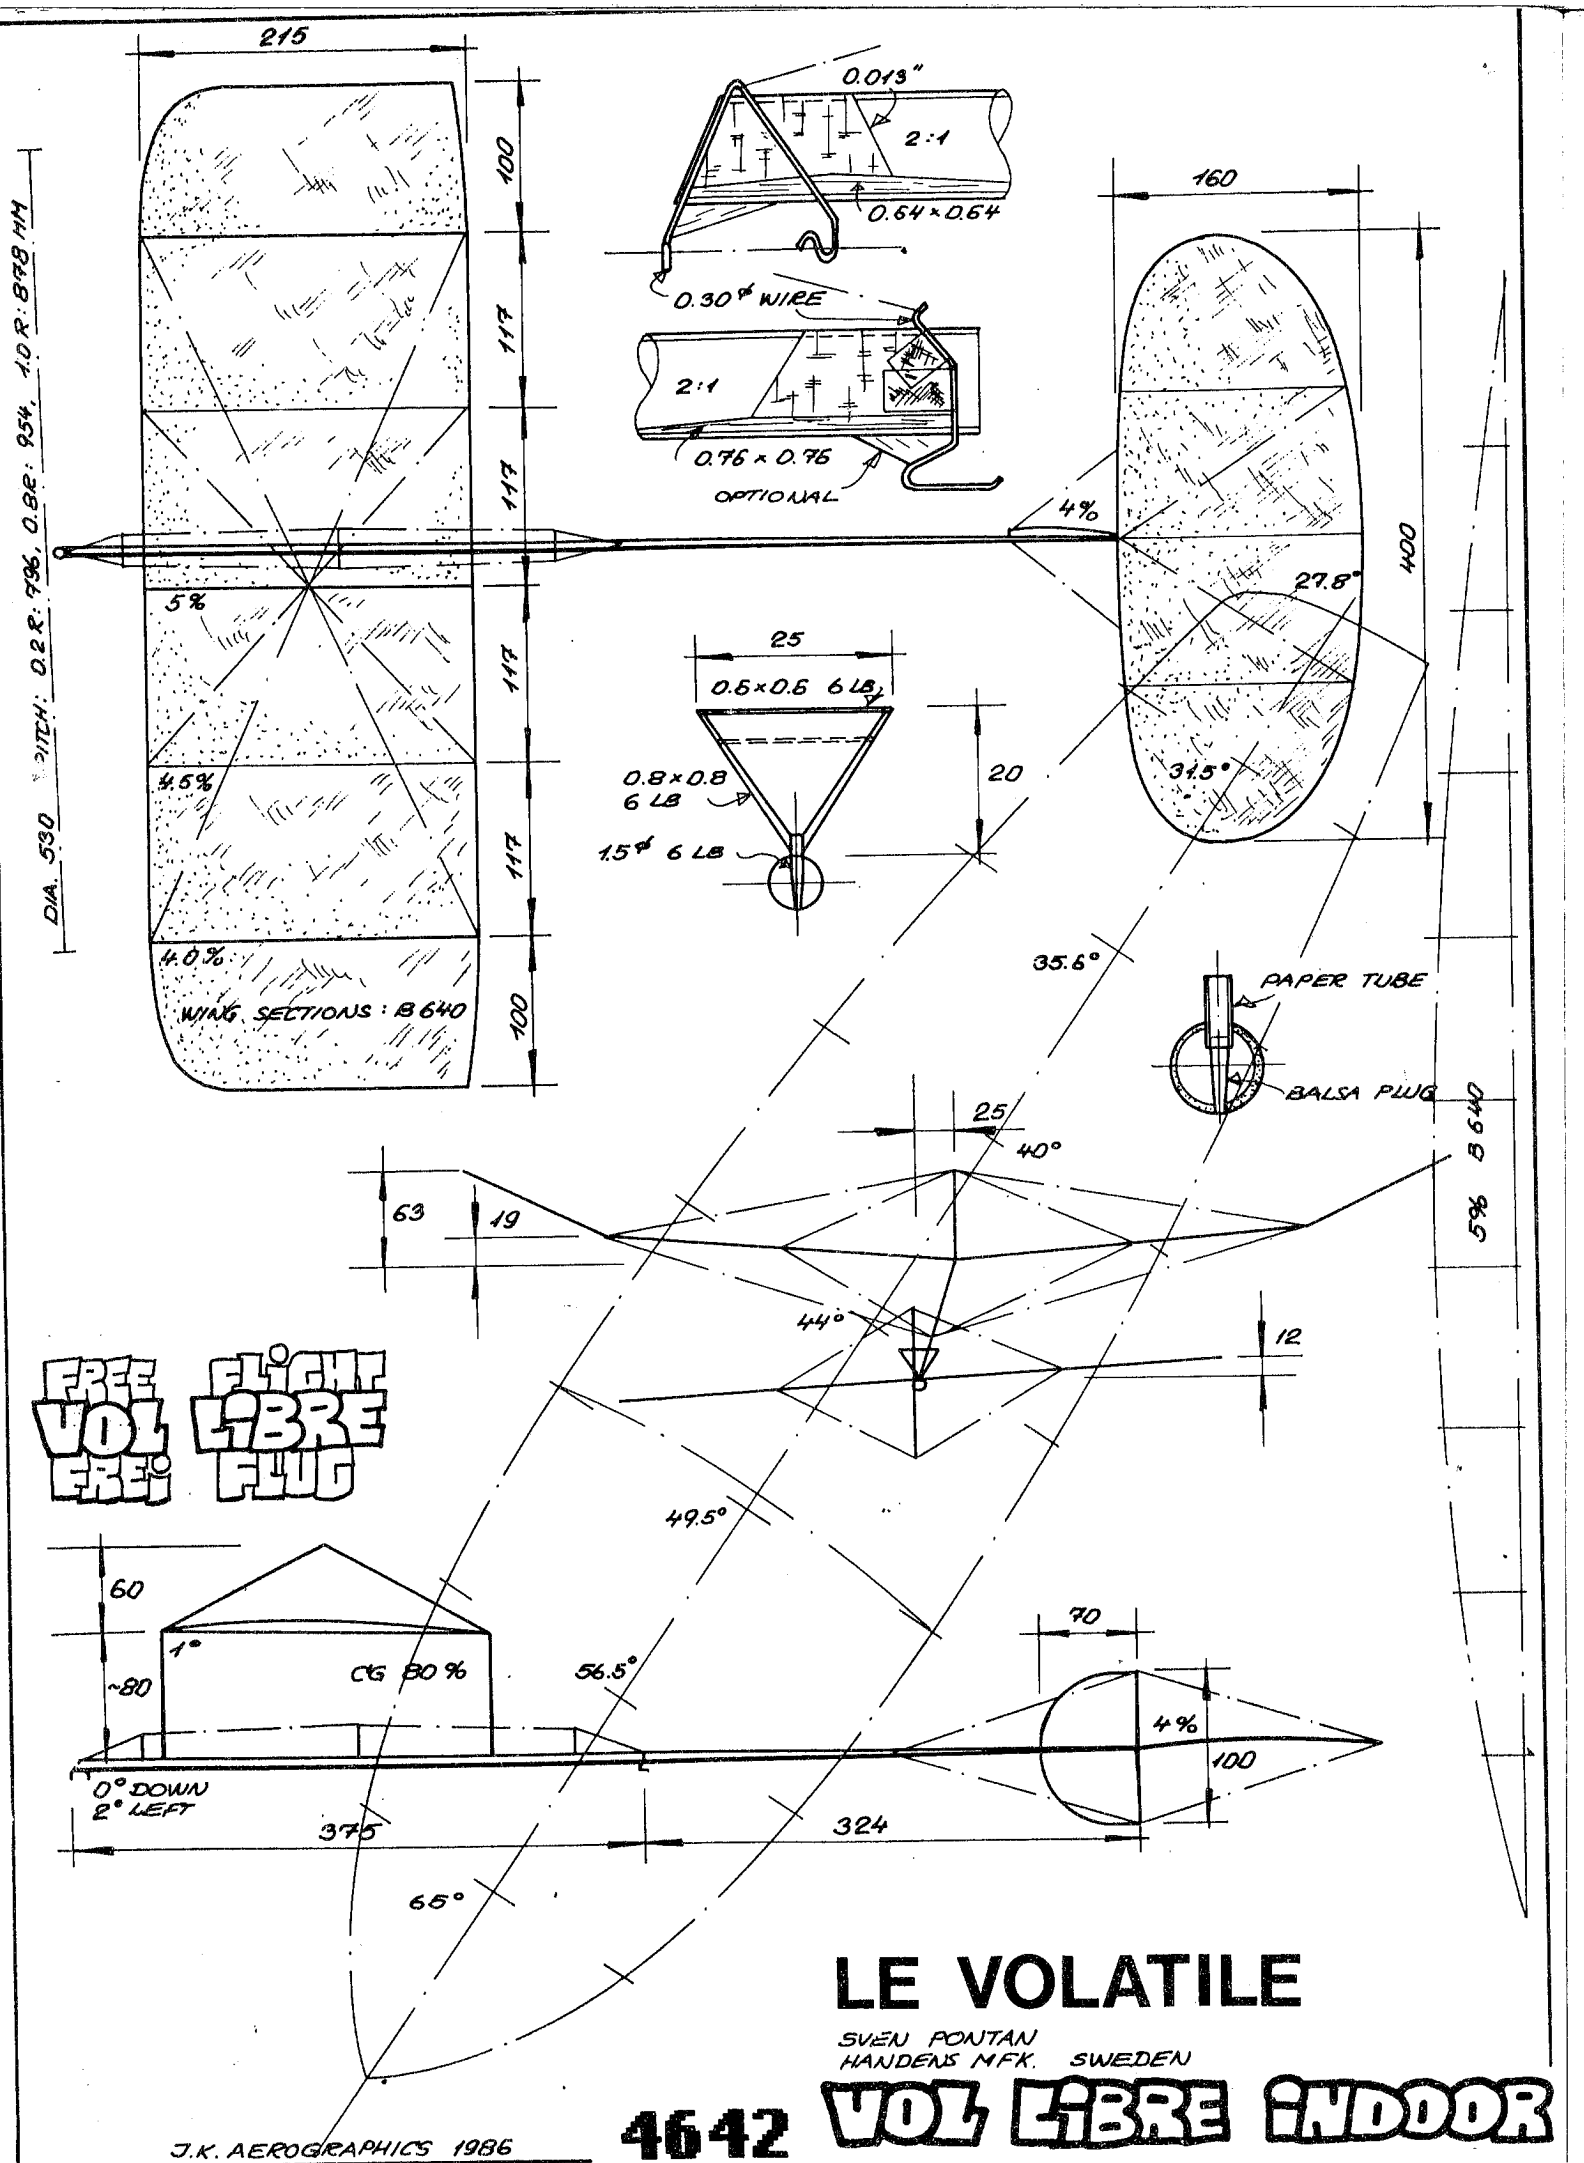 215
100
117
117
117
117
100
DIA. 530 PITCH: 0.2R: 796, 0.8R: 954, 1.0R: 878 MM
5%
4.5%
4.0%
WING SECTIONS: B 640
0.013"
2:1
0.64 × 0.64
0.30 ø WIRE
2:1
0.76 × 0.76
OPTIONAL
160
4%
400
27.8°
31.5°
25
0.6×0.6 6 LB
0.8×0.8
6 LB
20
1.5 ø 6 LB
35.6°
PAPER TUBE
BALSA PLUG
5% B 640
25
40°
63
19
44°
12
FREE FLiGHT
VOL LiBRE
FREi FLUG
49.5°
60
1°
~80
CG 80%
56.5°
70
4%
100
0° DOWN
2° LEFT
375
324
65°
LE VOLATILE
SVEN PONTAN
HANDENS MFK. SWEDEN
4642
VOL LiBRE iNDOOR
J.K. AEROGRAPHICS 1986